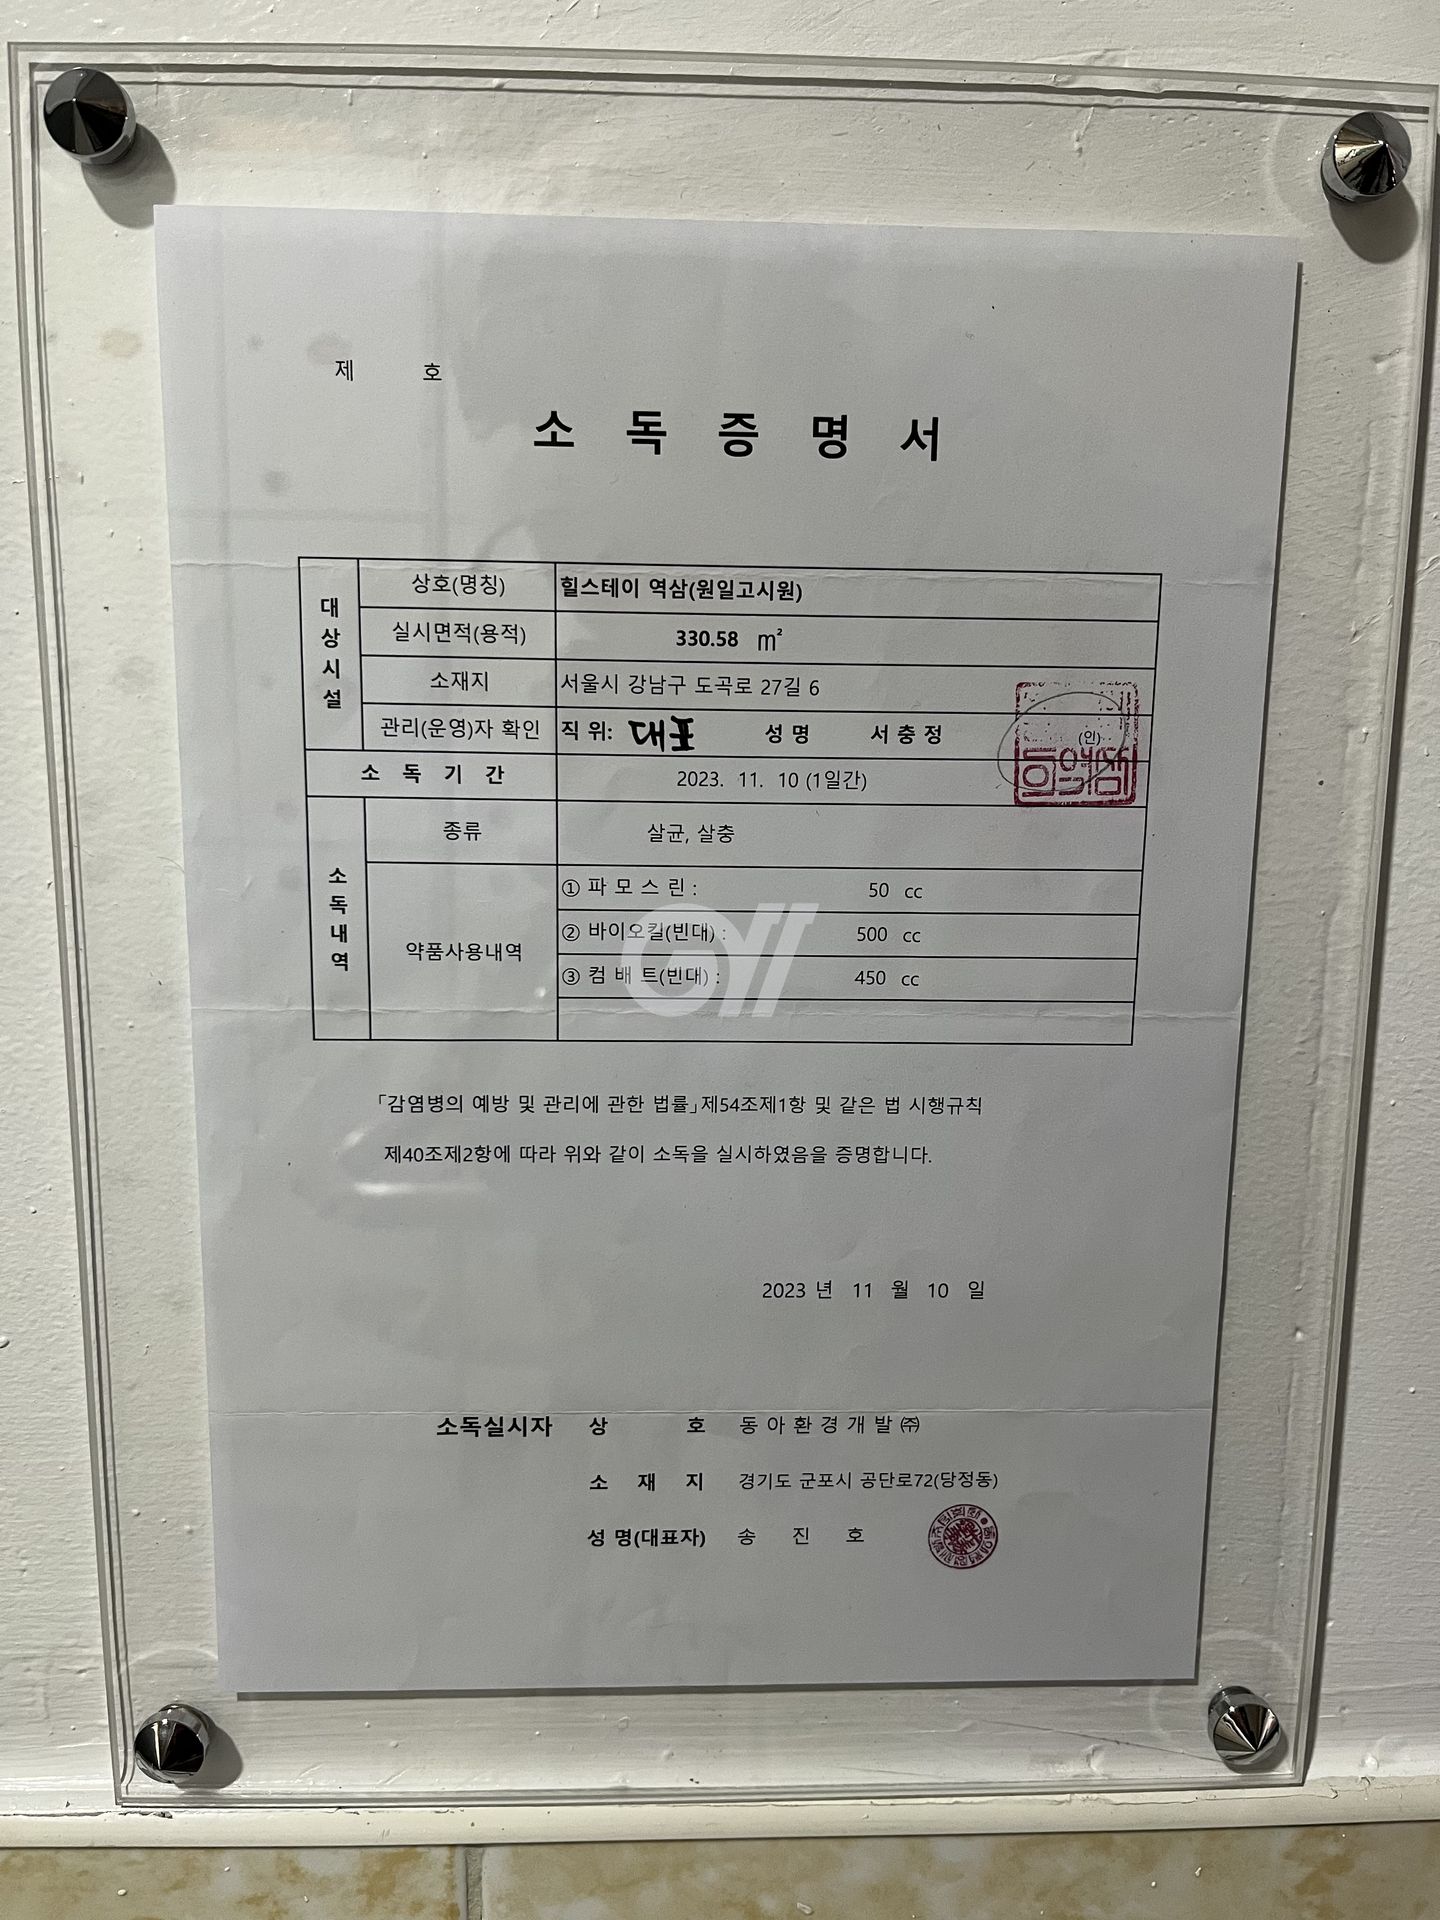 제 호
소 독 증 명 서
대상시설
상호(명칭) 힐스테이 역삼(원일고시원)
실시면적(용적) 330.58 ㎡
소재지 서울시 강남구 도곡로 27길 6
관리(운영)자 확인 직 위: 대표 성 명 서 충 정 (인)
소 독 기 간 2023. 11. 10 (1일간)
소독내역
종류 살균, 살충
약품사용내역
① 파 모 스 린 : 50 cc
② 바이오킬(빈대) : 500 cc
③ 컴 배 트(빈대) : 450 cc
「감염병의 예방 및 관리에 관한 법률」제54조제1항 및 같은 법 시행규칙
제40조제2항에 따라 위와 같이 소독을 실시하였음을 증명합니다.
2023 년 11 월 10 일
소독실시자 상 호 동 아 환 경 개 발 ㈜
소 재 지 경기도 군포시 공단로72(당정동)
성 명(대표자) 송 진 호